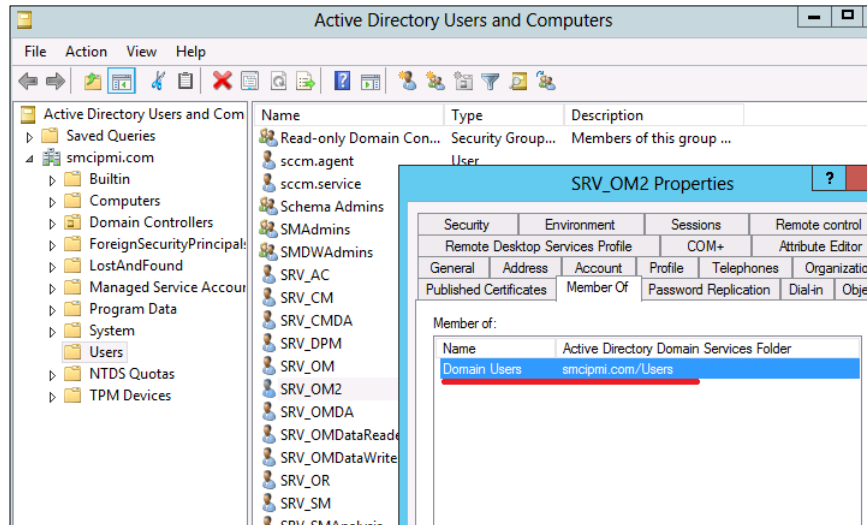 Active Directory Users and Computers
File Action View Help
Active Directory Users and Com
Saved Queries
smcipmi.com
Builtin
Computers
Domain Controllers
ForeignSecurityPrincipals
LostAndFound
Managed Service Accour
Program Data
System
Users
NTDS Quotas
TPM Devices
Name Type Description
Read-only Domain Con... Security Group... Members of this group ...
sccm.agent User
sccm.service
Schema Admins
SMAdmins
SMDWAdmins
SRV_AC
SRV_CM
SRV_CMDA
SRV_DPM
SRV_OM
SRV_OM2
SRV_OMDA
SRV_OMDataReade
SRV_OMDataWrite
SRV_OR
SRV_SM
SRV_SMAnalysis
SRV_OM2 Properties
?
Security Environment Sessions Remote control
Remote Desktop Services Profile COM+ Attribute Editor
General Address Account Profile Telephones Organizatio
Published Certificates Member Of Password Replication Dial-in Obje
Member of:
Name Active Directory Domain Services Folder
Domain Users smcipmi.com/Users